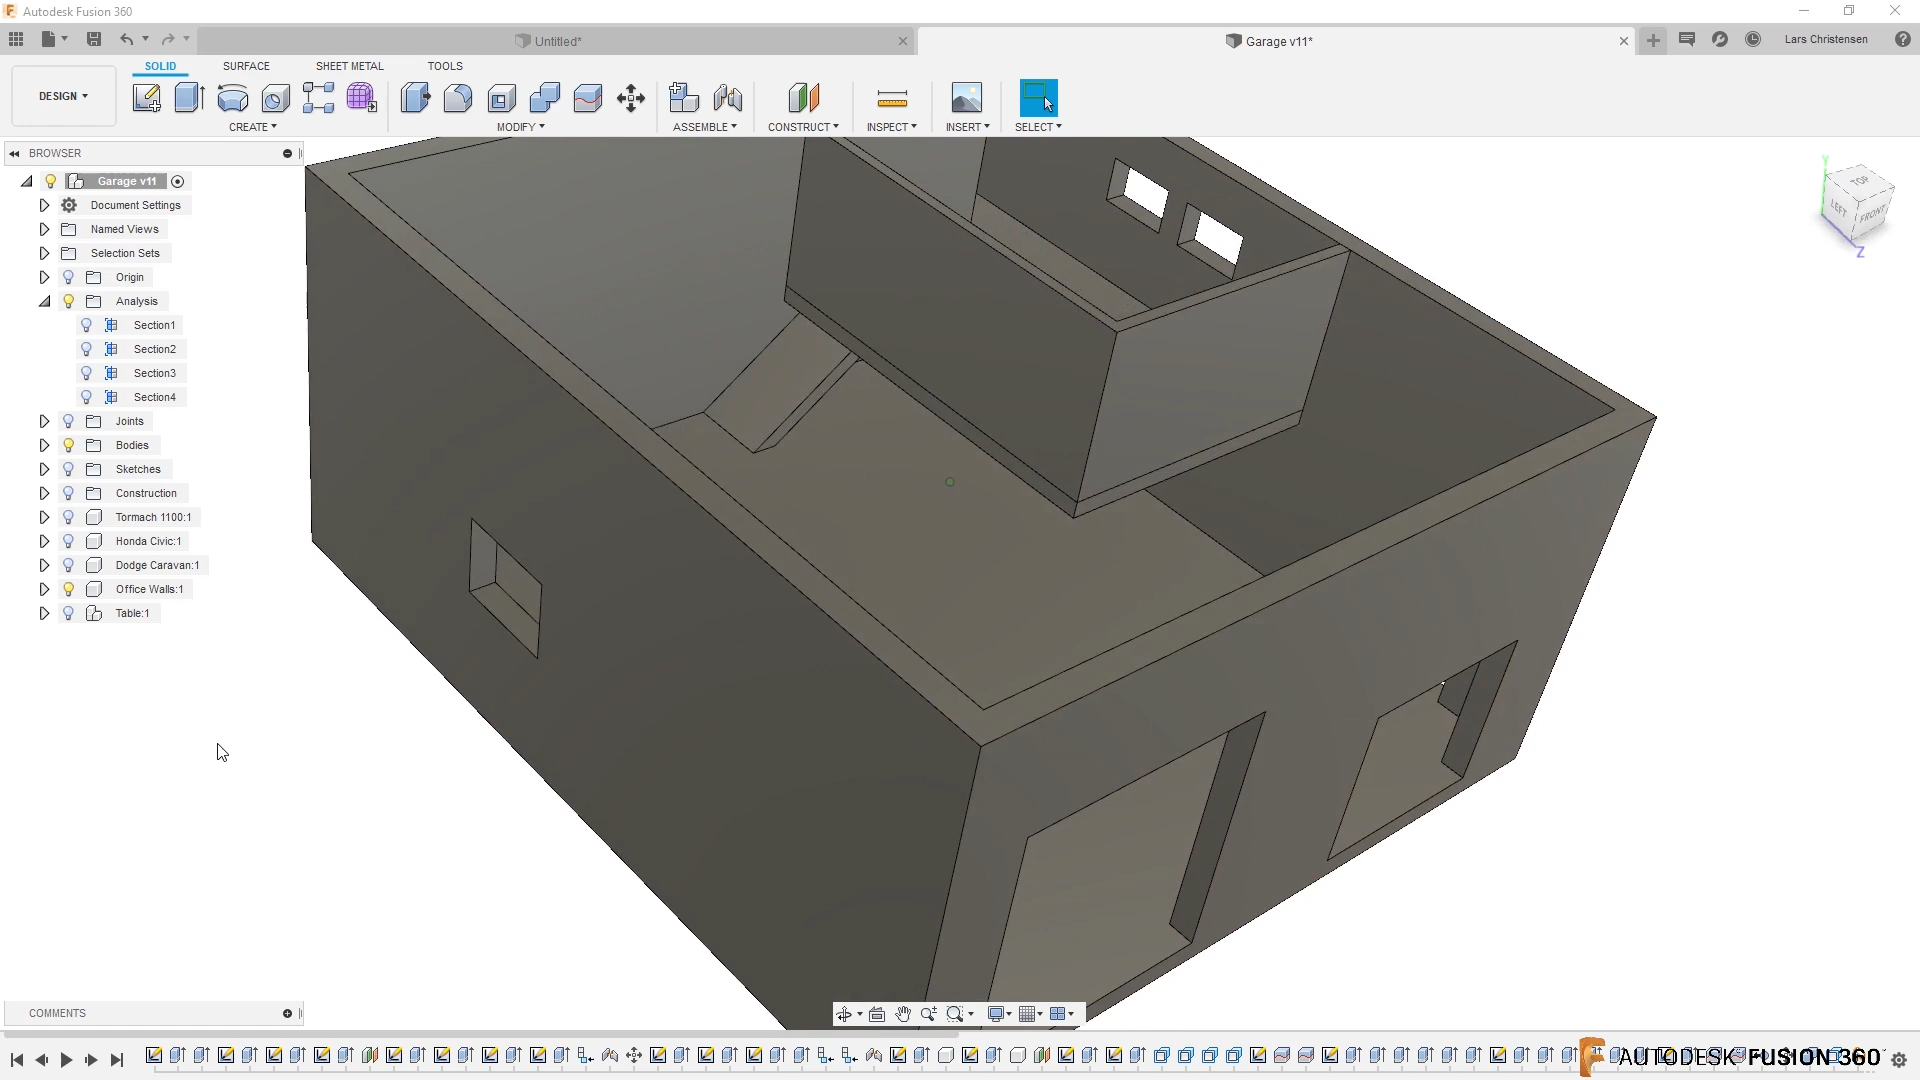 Autodesk Fusion 360
Untitled*
Garage v11*
Lars Christensen
DESIGN
SOLID
SURFACE
SHEET METAL
TOOLS
CREATE
MODIFY
ASSEMBLE
CONSTRUCT
INSPECT
INSERT
SELECT
BROWSER
Garage v11
Document Settings
Named Views
Selection Sets
Origin
Analysis
Section1
Section2
Section3
Section4
Joints
Bodies
Sketches
Construction
Tormach 1100:1
Honda Civic:1
Dodge Caravan:1
Office Walls:1
Table:1
Y
TOP
LEFT
FRONT
Z
COMMENTS
AUTODESK FUSION 360